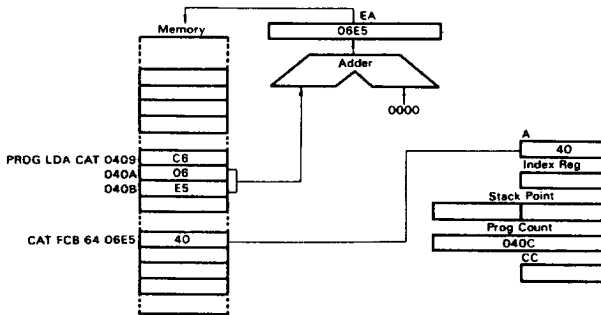 Memory
EA
06E5
Adder
0000
PROG LDA CAT 0409 C6
040A 06
040B E5
CAT FCB 64 06E5 40
A
40
Index Reg
Stack Point
Prog Count
040C
CC